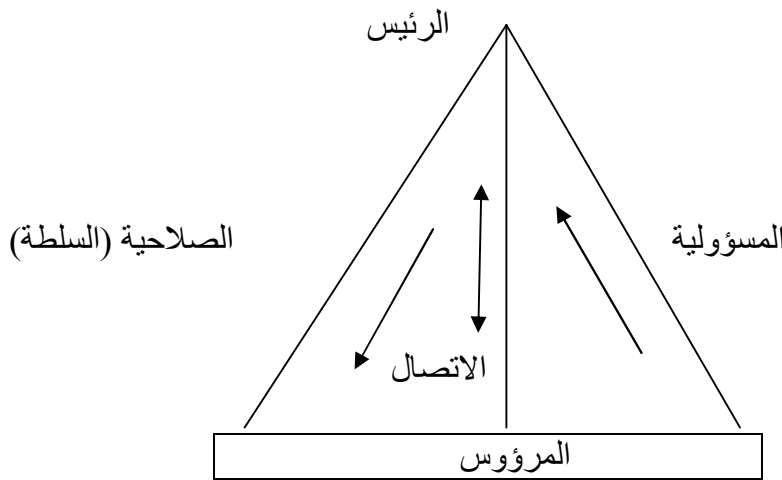 الرئيس
المسؤولية
الصلاحية (السلطة)
الاتصال
المرؤوس